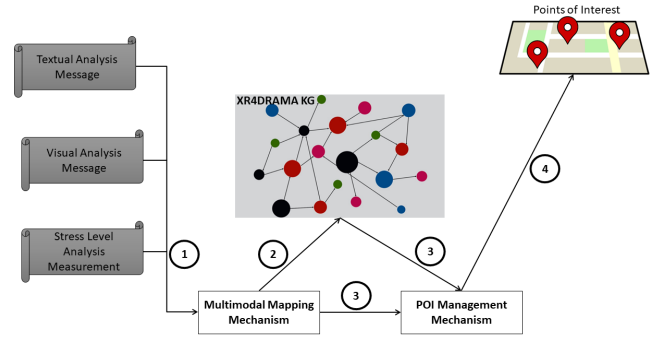 Points of Interest
Textual Analysis
Message
XR4DRAMA KG
Visual Analysis
Message
4
Stress Level
Analysis
Measurement
1
2
3
3
Multimodal Mapping
Mechanism
POI Management
Mechanism